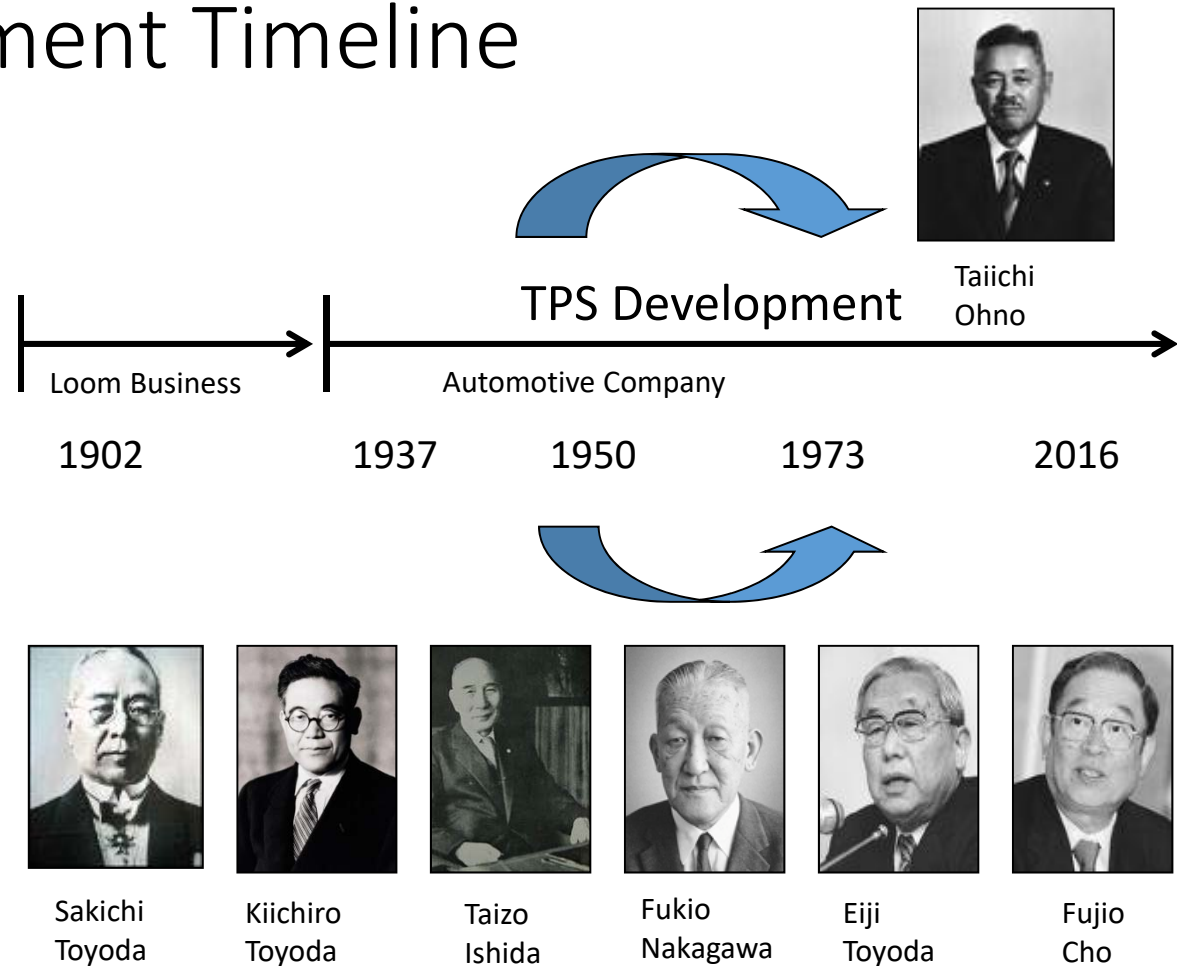 ment Timeline
Taiichi
Ohno
TPS Development
Loom Business
Automotive Company
1902
1937
1950
1973
2016
Sakichi
Toyoda
Kiichiro
Toyoda
Taizo
Ishida
Fukio
Nakagawa
Eiji
Toyoda
Fujio
Cho